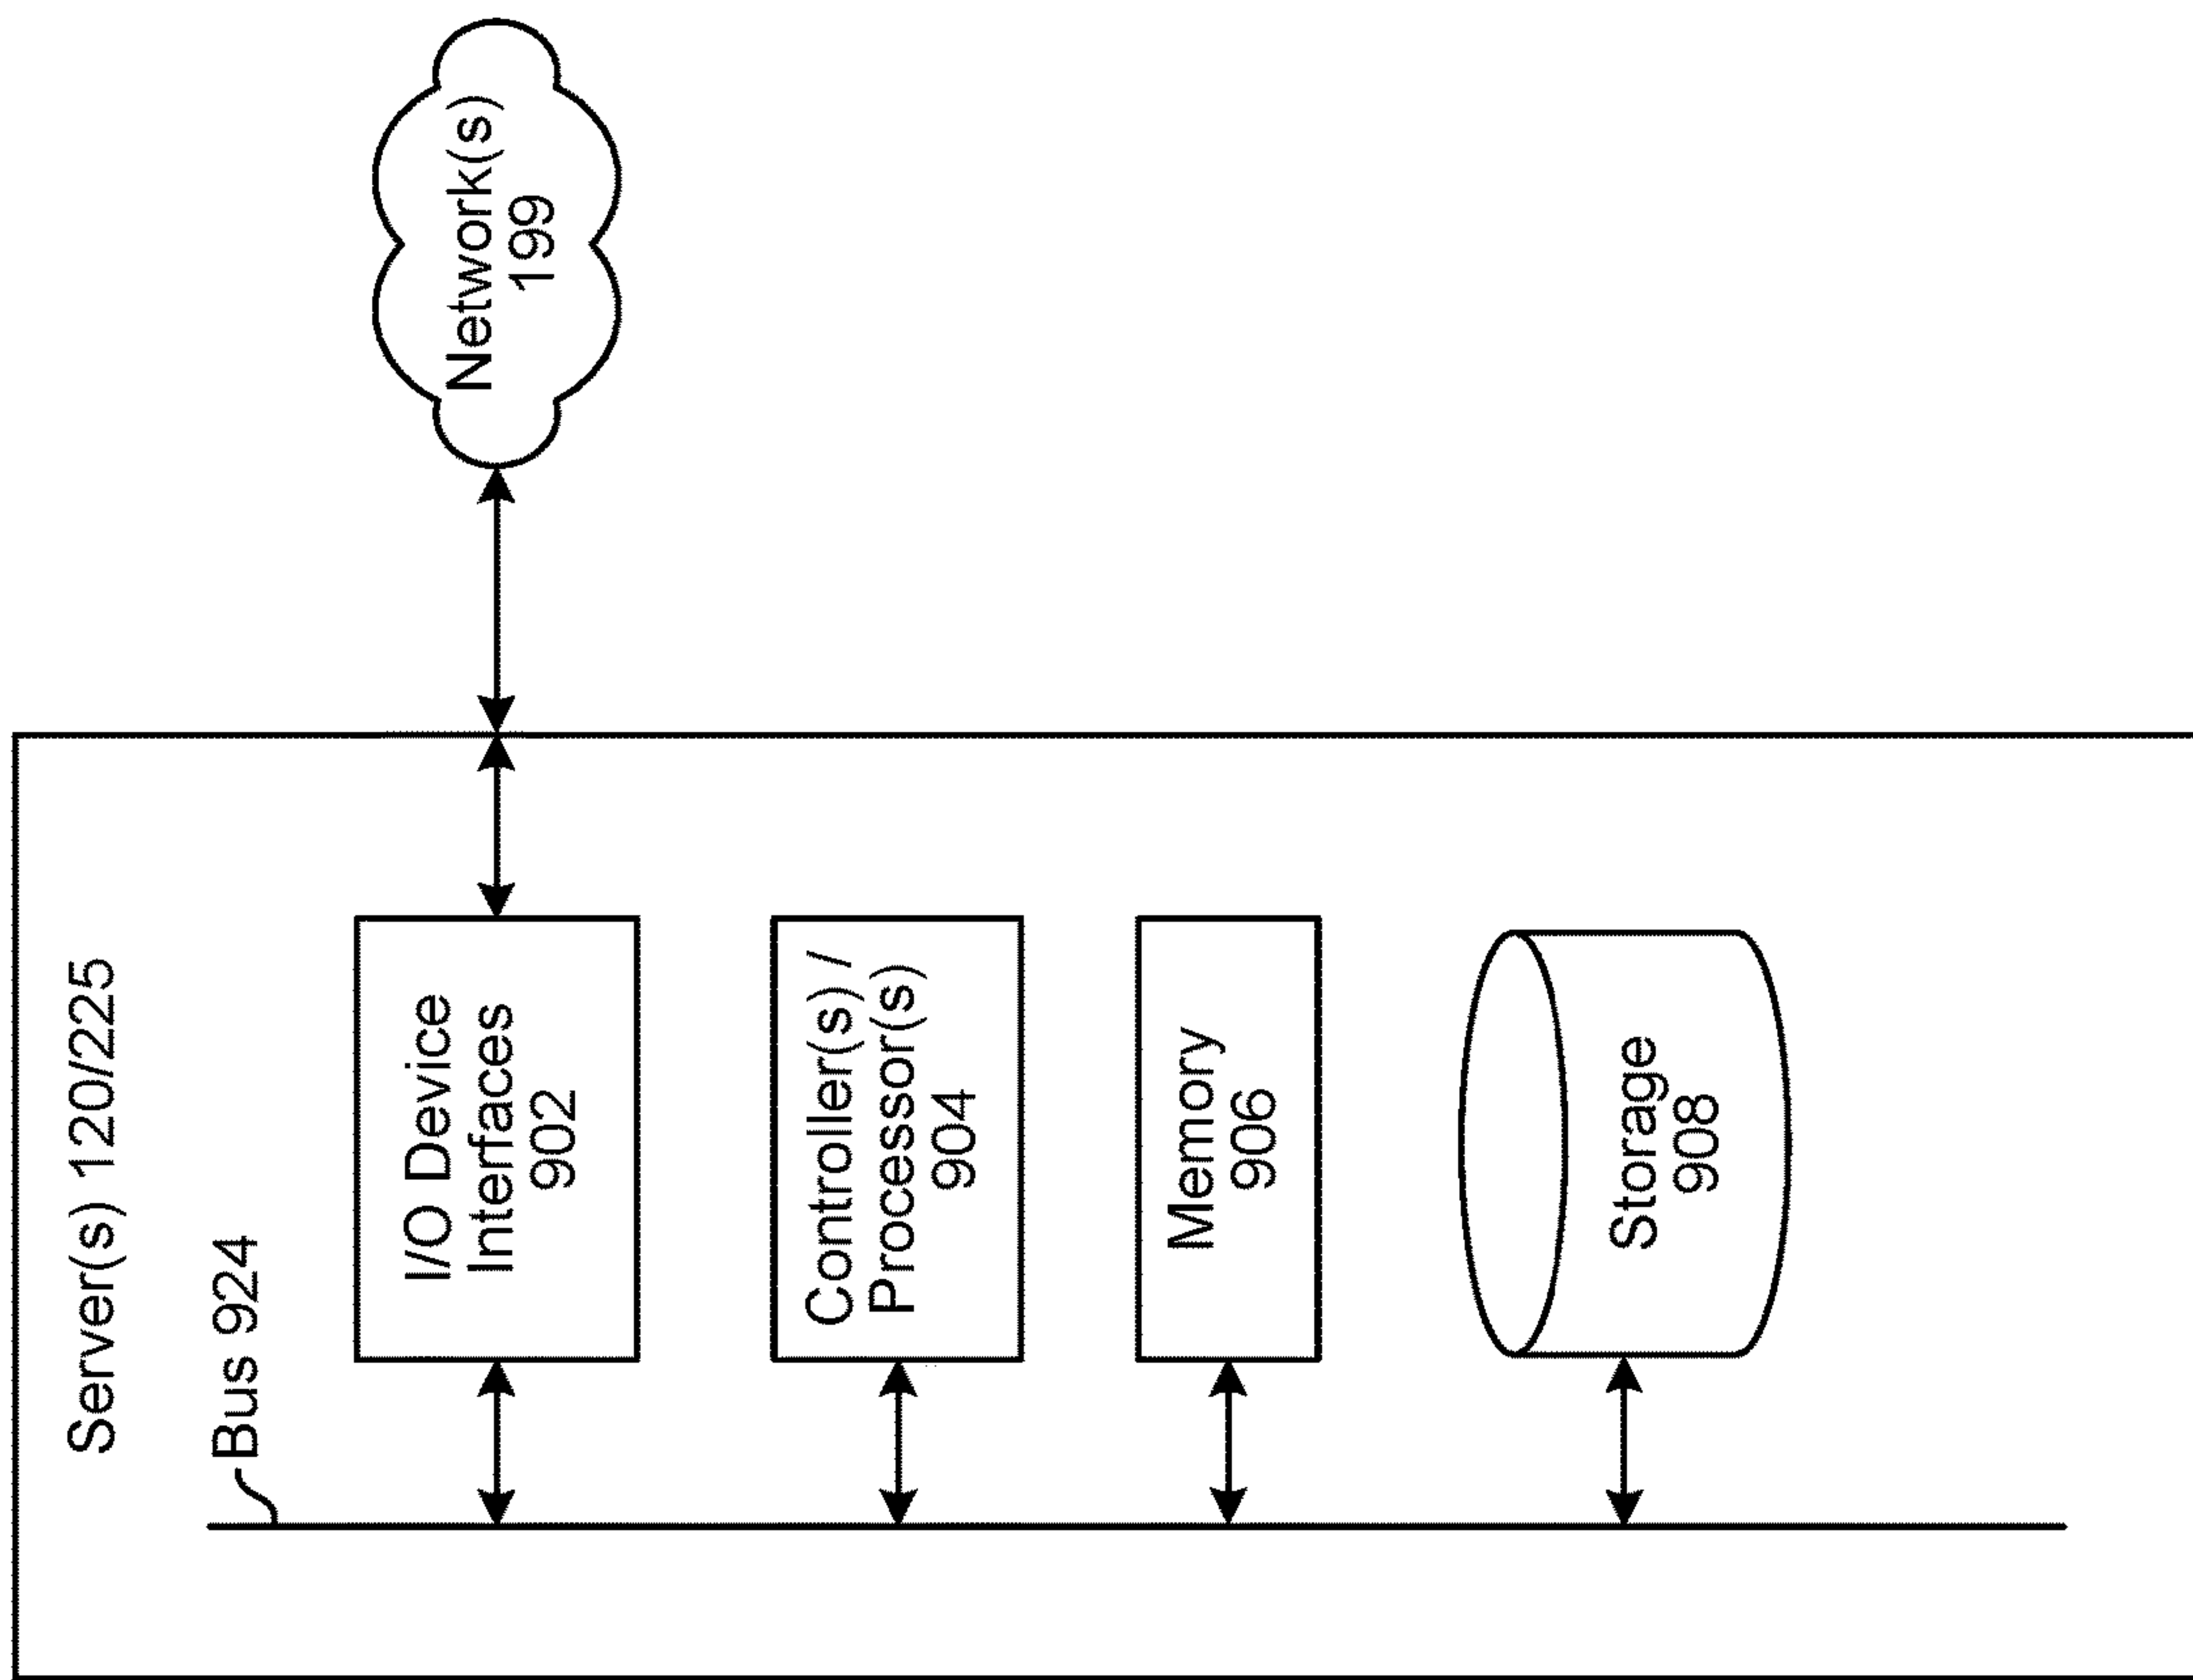 Server(s) 120/225
Bus 924
I/O Device
Interfaces
902
Network(s)
199
Controller(s) /
Processor(s)
904
Memory
906
Storage
908